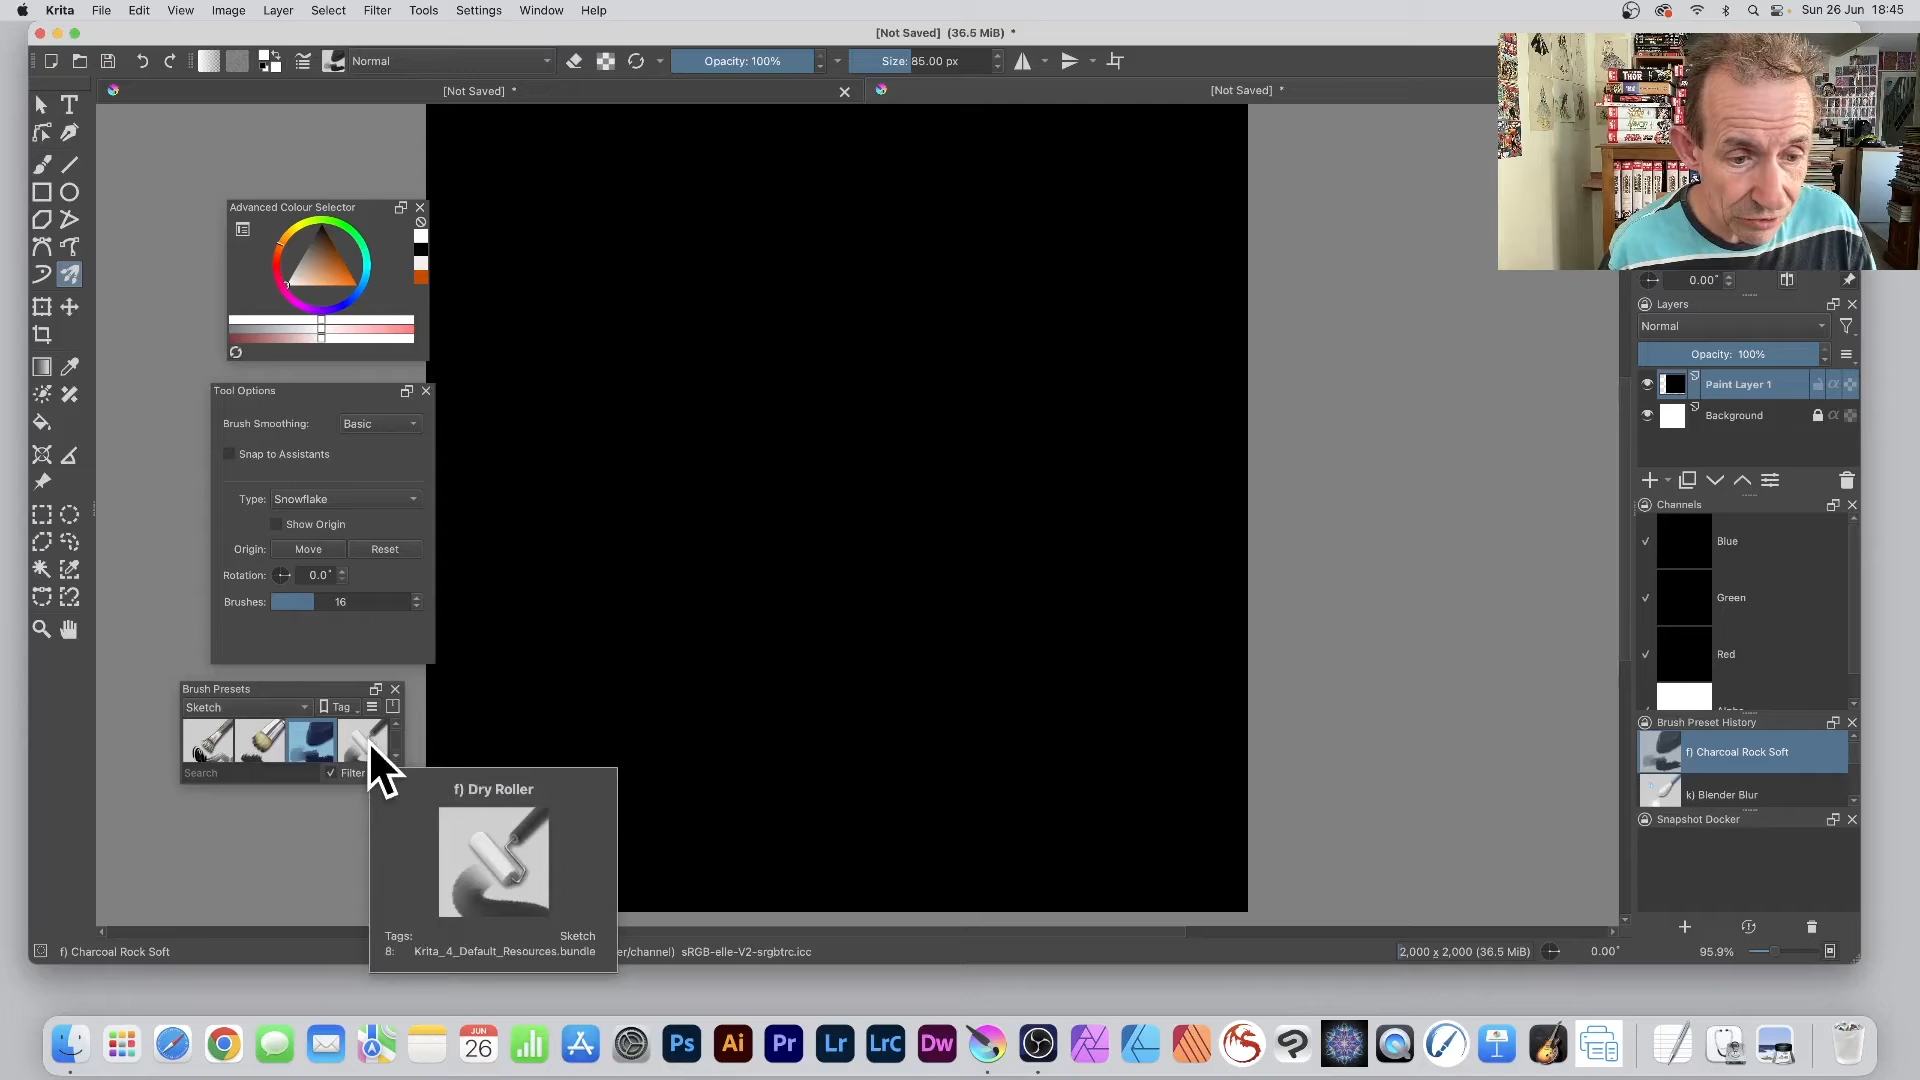 Krita File Edit View Image Layer Select Filter Tools Settings Window Help
Sun 26 Jun 18:45
[Not Saved] (36.5 MiB) *
Normal
Opacity: 100%
Size: 85.00 px
[Not Saved] *
[Not Saved] *
THOR
Advanced Colour Selector
Tool Options
Brush Smoothing: Basic
Snap to Assistants
Type: Snowflake
Show Origin
Origin: Move Reset
Rotation: 0.0°
Brushes: 16
Brush Presets
Sketch Tag
Search Filter
f) Dry Roller
Tags: Sketch
8: Krita_4_Default_Resources.bundle
0.00°
Layers
Normal
Opacity: 100%
Paint Layer 1
Background
Channels
Blue
Green
Red
Brush Preset History
f) Charcoal Rock Soft
k) Blender Blur
Snapshot Docker
f) Charcoal Rock Soft
er/channel) sRGB-elle-V2-srgbtrc.icc
2,000 x 2,000 (36.5 MiB)
0.00°
95.9%
JUN
26
Ps
Ai
Pr
Lr
LrC
Dw